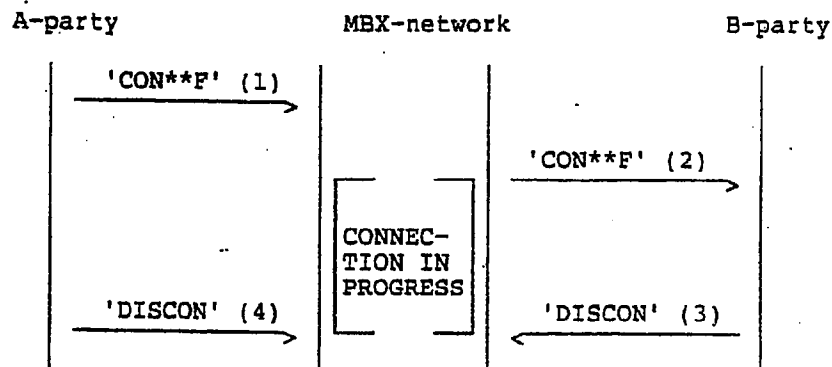 A-party MBX-network B-party
'CON**F' (1)
'CON**F' (2)
CONNEC-
TION IN
PROGRESS
'DISCON' (4) 'DISCON' (3)